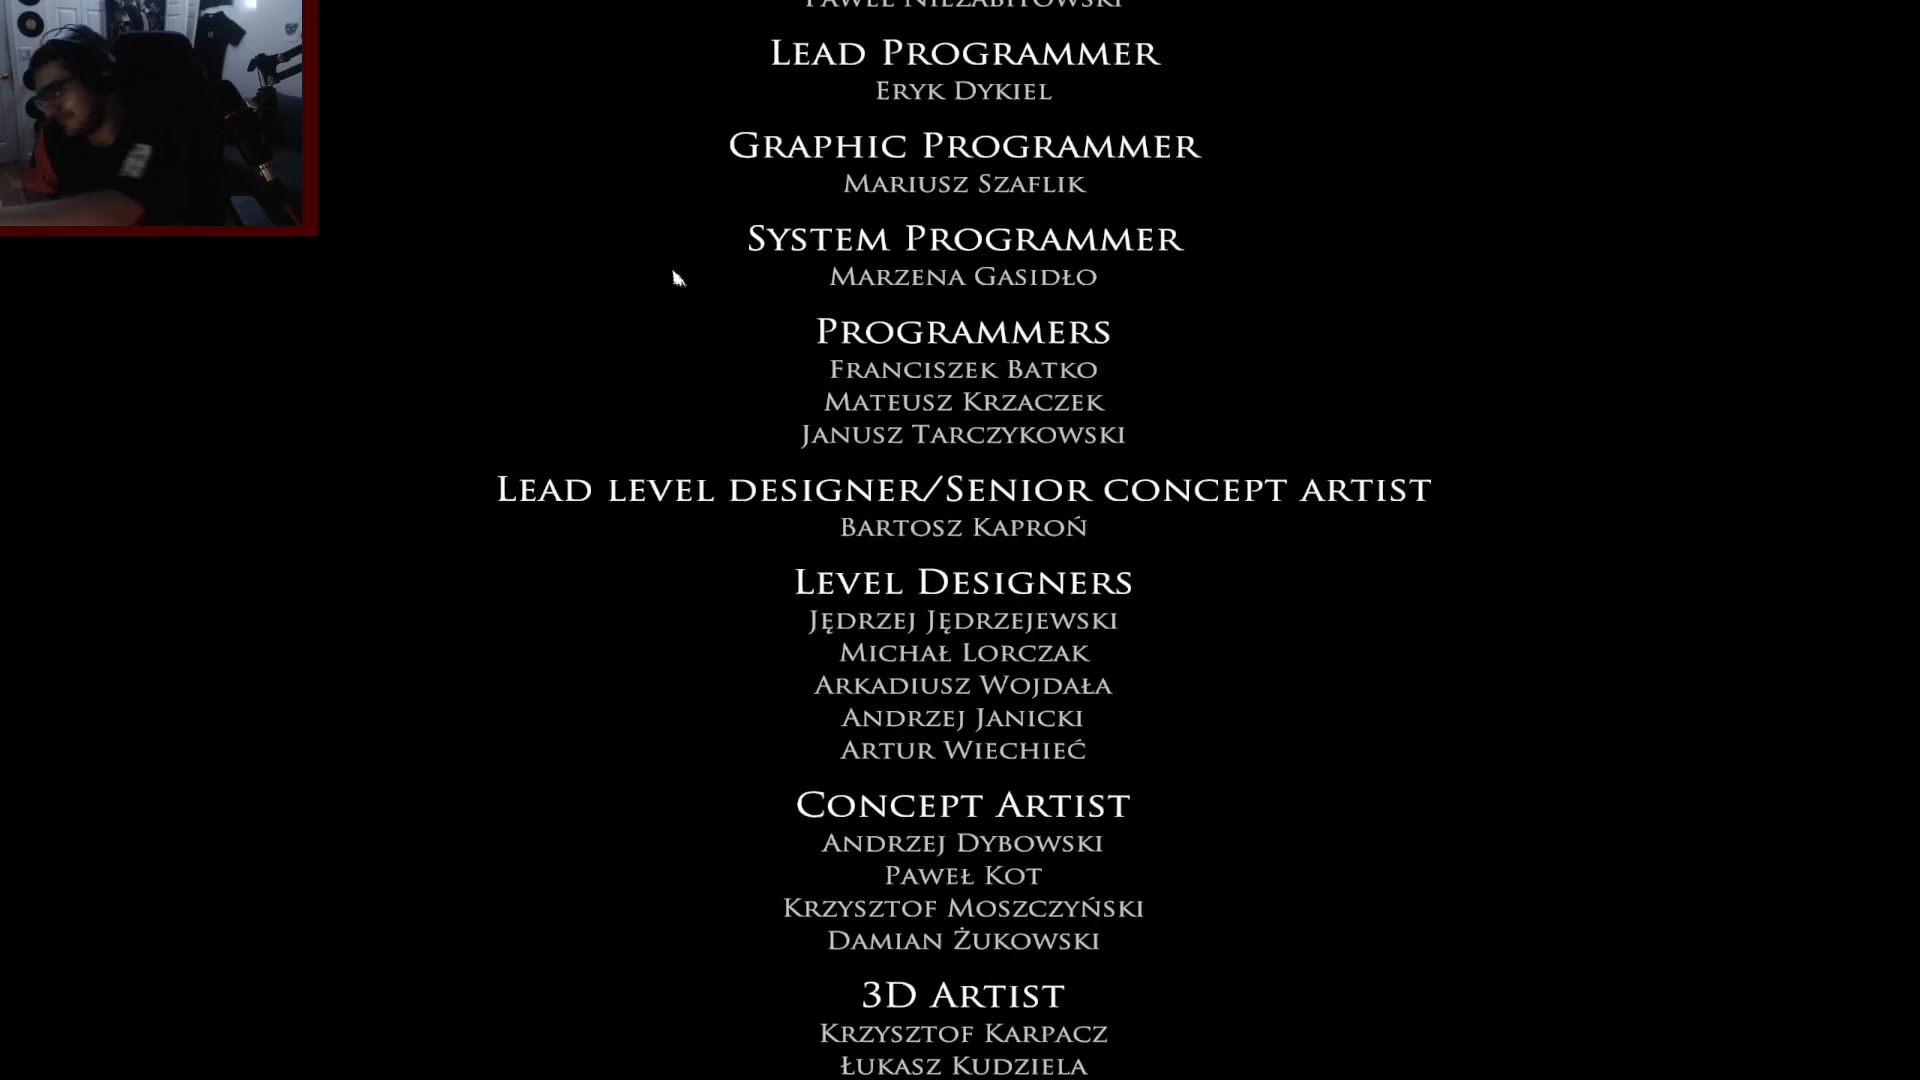 Paweł Niezabitowski
Lead Programmer
Eryk Dykiel
Graphic Programmer
Mariusz Szaflik
System Programmer
Marzena Gasidło
Programmers
Franciszek Batko
Mateusz Krzaczek
Janusz Tarczykowski
Lead level designer/Senior concept artist
Bartosz Kaproń
Level Designers
Jędrzej Jędrzejewski
Michał Lorczak
Arkadiusz Wojdała
Andrzej Janicki
Artur Wiechieć
Concept Artist
Andrzej Dybowski
Paweł Kot
Krzysztof Moszczyński
Damian Żukowski
3D Artist
Krzysztof Karpacz
Łukasz Kudziela